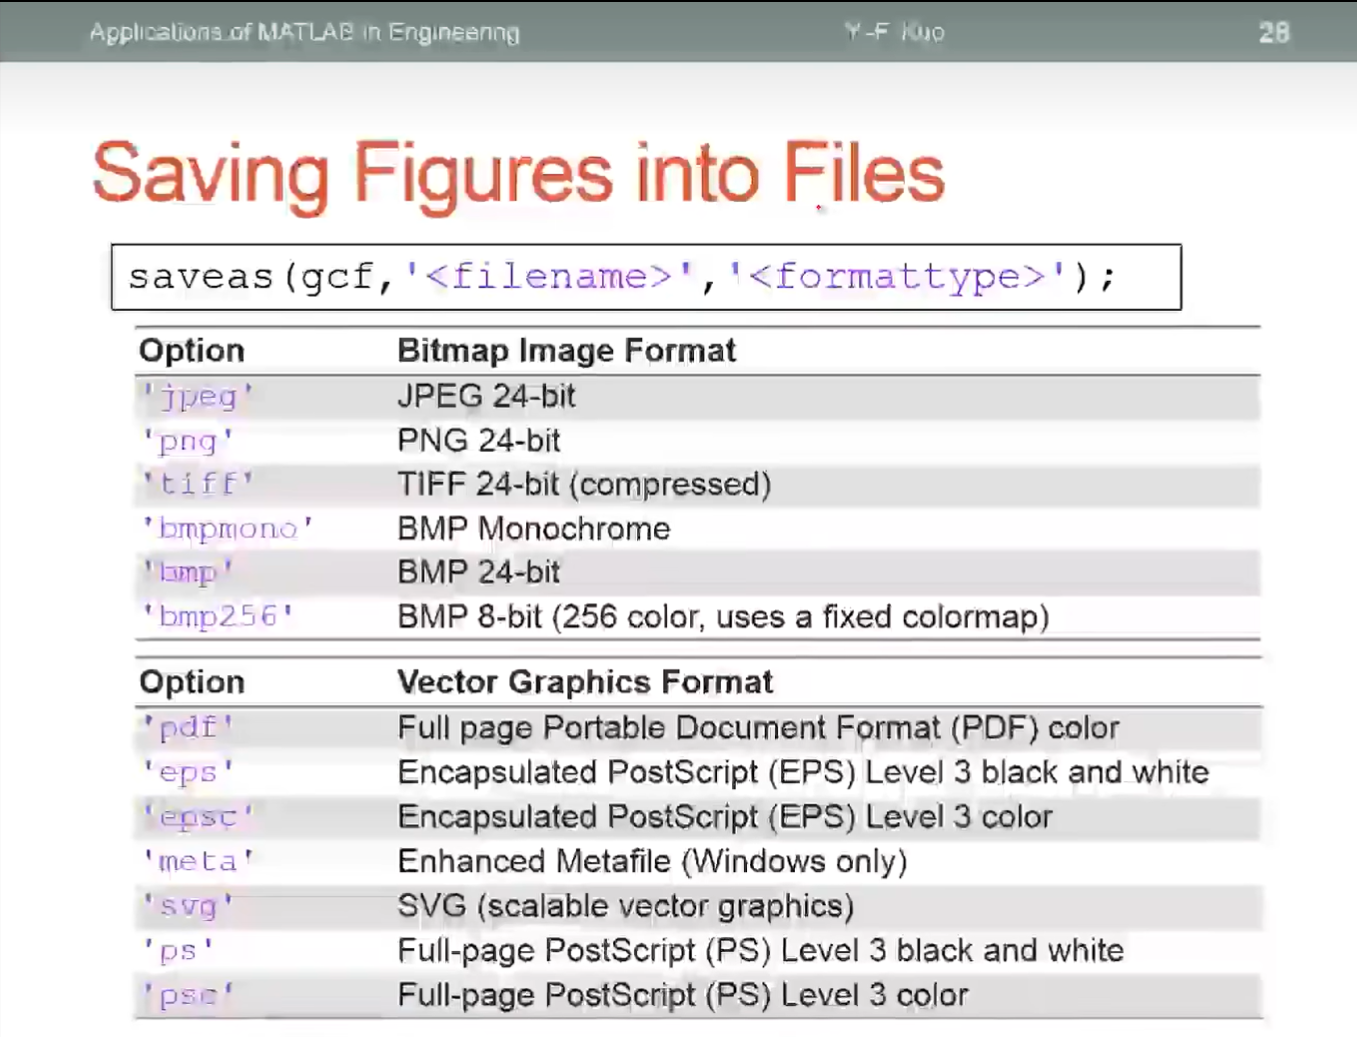 Applications of MATLAB in Engineering Y.-F. Kuo 28
Saving Figures into Files
saveas(gcf,'<filename>','<formattype>');
Option Bitmap Image Format
'jpeg' JPEG 24-bit
'png' PNG 24-bit
'tiff' TIFF 24-bit (compressed)
'bmpmono' BMP Monochrome
'bmp' BMP 24-bit
'bmp256' BMP 8-bit (256 color, uses a fixed colormap)
Option Vector Graphics Format
'pdf' Full page Portable Document Format (PDF) color
'eps' Encapsulated PostScript (EPS) Level 3 black and white
'epsc' Encapsulated PostScript (EPS) Level 3 color
'meta' Enhanced Metafile (Windows only)
'svg' SVG (scalable vector graphics)
'ps' Full-page PostScript (PS) Level 3 black and white
'psc' Full-page PostScript (PS) Level 3 color